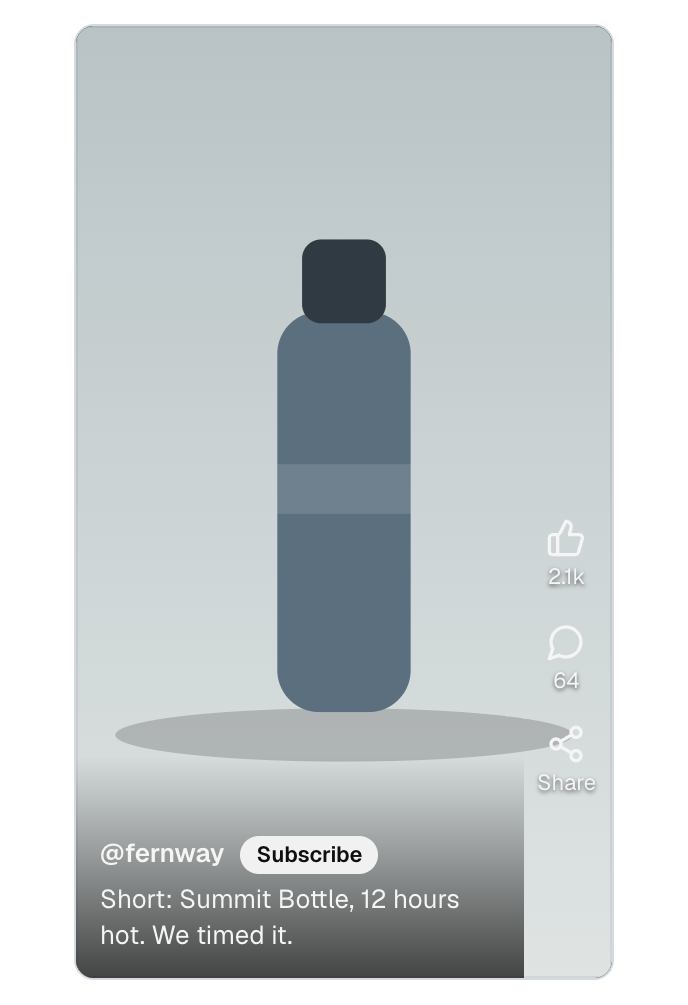 2.1k
64
Share
@fernway Subscribe
Short: Summit Bottle, 12 hours
hot. We timed it.